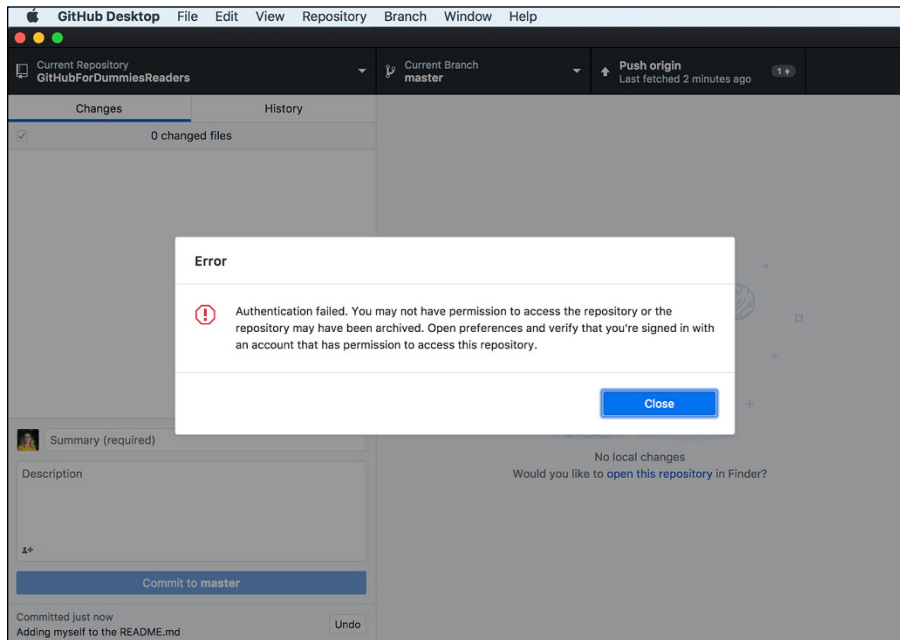 GitHub Desktop File Edit View Repository Branch Window Help
Current Repository
GitHubForDummiesReaders
Current Branch
master
Push origin
Last fetched 2 minutes ago
1
Changes
History
0 changed files
Error
Authentication failed. You may not have permission to access the repository or the
repository may have been archived. Open preferences and verify that you're signed in with
an account that has permission to access this repository.
Close
Summary (required)
Description
No local changes
Would you like to open this repository in Finder?
Commit to master
Committed just now
Adding myself to the README.md
Undo